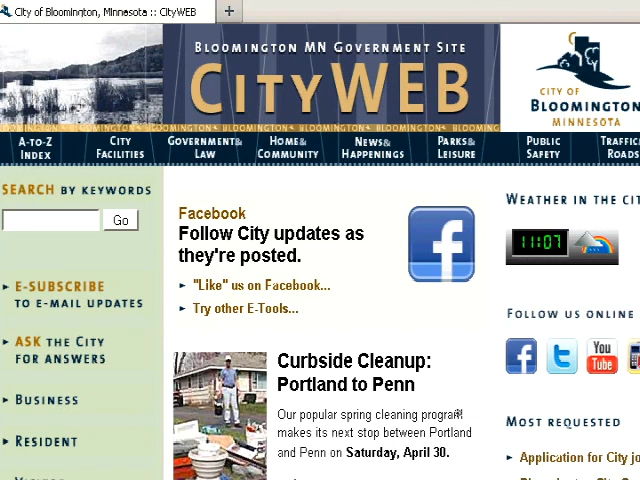 City of Bloomington, Minnesota :: CityWEB
+
BLOOMINGTON MN GOVERNMENT SITE
CITYWEB
CITY OF
BLOOMINGTON
MINNESOTA
BLOOMINGTON BLOOMINGTON BLOOMINGTON BLOOMINGTON
A-TO-Z INDEX
CITY FACILITIES
GOVERNMENT& LAW
HOME& COMMUNITY
NEWS& HAPPENINGS
PARKS& LEISURE
PUBLIC SAFETY
TRAFFIC ROADS
SEARCH BY KEYWORDS
Go
E-SUBSCRIBE
TO E-MAIL UPDATES
ASK THE CITY
FOR ANSWERS
BUSINESS
RESIDENT
Facebook
Follow City updates as
they're posted.
"Like" us on Facebook...
Try other E-Tools...
f
Curbside Cleanup:
Portland to Penn
Our popular spring cleaning program
makes its next stop between Portland
and Penn on Saturday, April 30.
WEATHER IN THE CIT
11:07
FOLLOW US ONLINE
f
t
You
Tube
MOST REQUESTED
Application for City jo